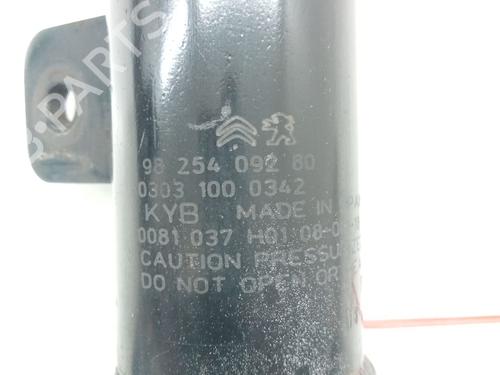 98 254 092 80
0303 100 0342
KYB MADE IN
0081 037 H01 08-0
CAUTION PRESSU
DO NOT OPEN OR
B-PARTS